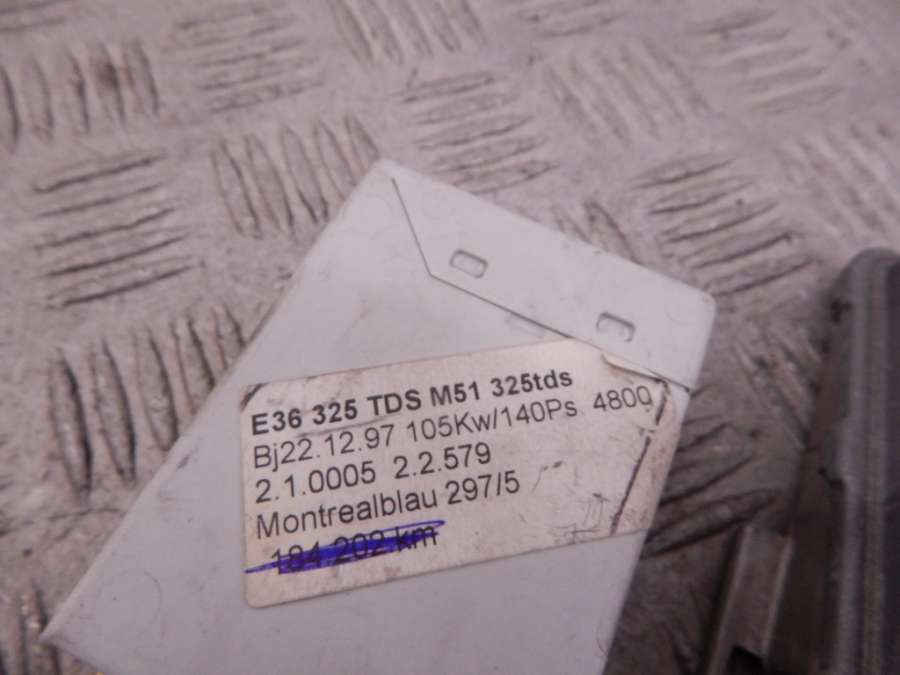 E36 325 TDS M51 325tds
Bj22.12.97 105Kw/140Ps 4800
2.1.0005 2.2.579
Montrealblau 297/5
184 202 km